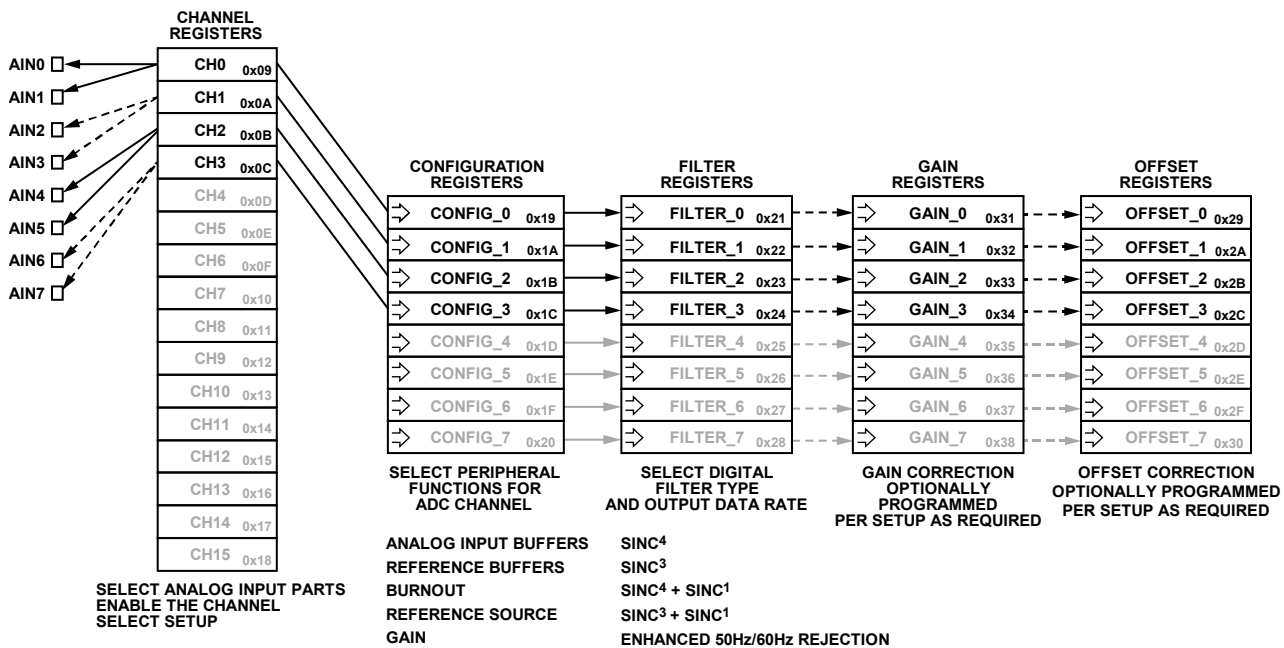 CHANNEL
REGISTERS
AIN0
AIN1
AIN2
AIN3
AIN4
AIN5
AIN6
AIN7
CH0 0x09
CH1 0x0A
CH2 0x0B
CH3 0x0C
CH4 0x0D
CH5 0x0E
CH6 0x0F
CH7 0x10
CH8 0x11
CH9 0x12
CH10 0x13
CH11 0x14
CH12 0x15
CH13 0x16
CH14 0x17
CH15 0x18
SELECT ANALOG INPUT PARTS
ENABLE THE CHANNEL
SELECT SETUP
CONFIGURATION
REGISTERS
CONFIG_0 0x19
CONFIG_1 0x1A
CONFIG_2 0x1B
CONFIG_3 0x1C
CONFIG_4 0x1D
CONFIG_5 0x1E
CONFIG_6 0x1F
CONFIG_7 0x20
SELECT PERIPHERAL
FUNCTIONS FOR
ADC CHANNEL
ANALOG INPUT BUFFERS
REFERENCE BUFFERS
BURNOUT
REFERENCE SOURCE
GAIN
FILTER
REGISTERS
FILTER_0 0x21
FILTER_1 0x22
FILTER_2 0x23
FILTER_3 0x24
FILTER_4 0x25
FILTER_5 0x26
FILTER_6 0x27
FILTER_7 0x28
SELECT DIGITAL
FILTER TYPE
AND OUTPUT DATA RATE
SINC⁴
SINC³
SINC⁴ + SINC¹
SINC³ + SINC¹
ENHANCED 50Hz/60Hz REJECTION
GAIN
REGISTERS
GAIN_0 0x31
GAIN_1 0x32
GAIN_2 0x33
GAIN_3 0x34
GAIN_4 0x35
GAIN_5 0x36
GAIN_6 0x37
GAIN_7 0x38
GAIN CORRECTION
OPTIONALLY
PROGRAMMED
PER SETUP AS REQUIRED
OFFSET
REGISTERS
OFFSET_0 0x29
OFFSET_1 0x2A
OFFSET_2 0x2B
OFFSET_3 0x2C
OFFSET_4 0x2D
OFFSET_5 0x2E
OFFSET_6 0x2F
OFFSET_7 0x30
OFFSET CORRECTION
OPTIONALLY PROGRAMMED
PER SETUP AS REQUIRED